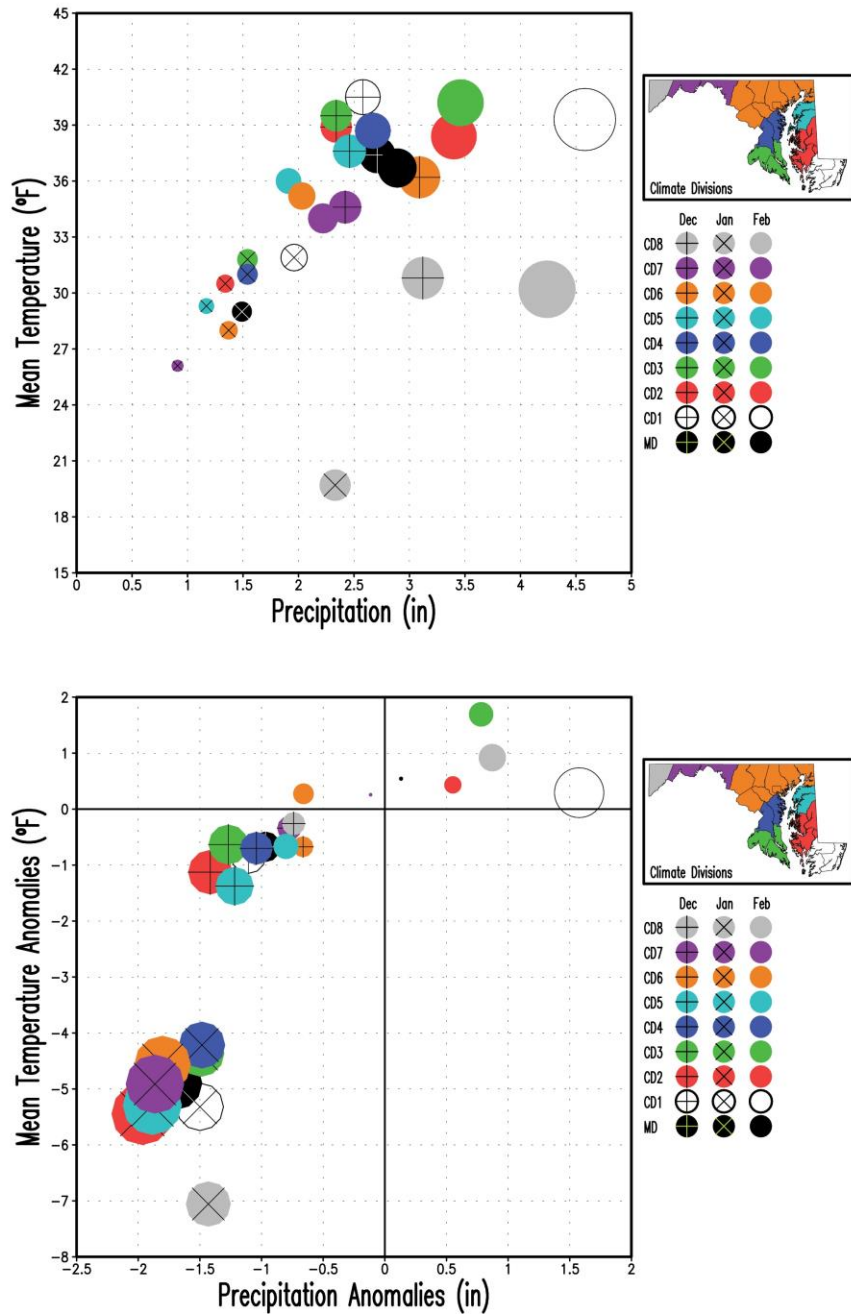 45
42
39
36
33
30
27
24
21
18
15
Mean Temperature (°F)
0 0.5 1 1.5 2 2.5 3 3.5 4 4.5 5
Precipitation (in)
Climate Divisions
Dec Jan Feb
CD8
CD7
CD6
CD5
CD4
CD3
CD2
CD1
MD
2
1
0
-1
-2
-3
-4
-5
-6
-7
-8
Mean Temperature Anomalies (°F)
-2.5 -2 -1.5 -1 -0.5 0 0.5 1 1.5 2
Precipitation Anomalies (in)
Climate Divisions
Dec Jan Feb
CD8
CD7
CD6
CD5
CD4
CD3
CD2
CD1
MD